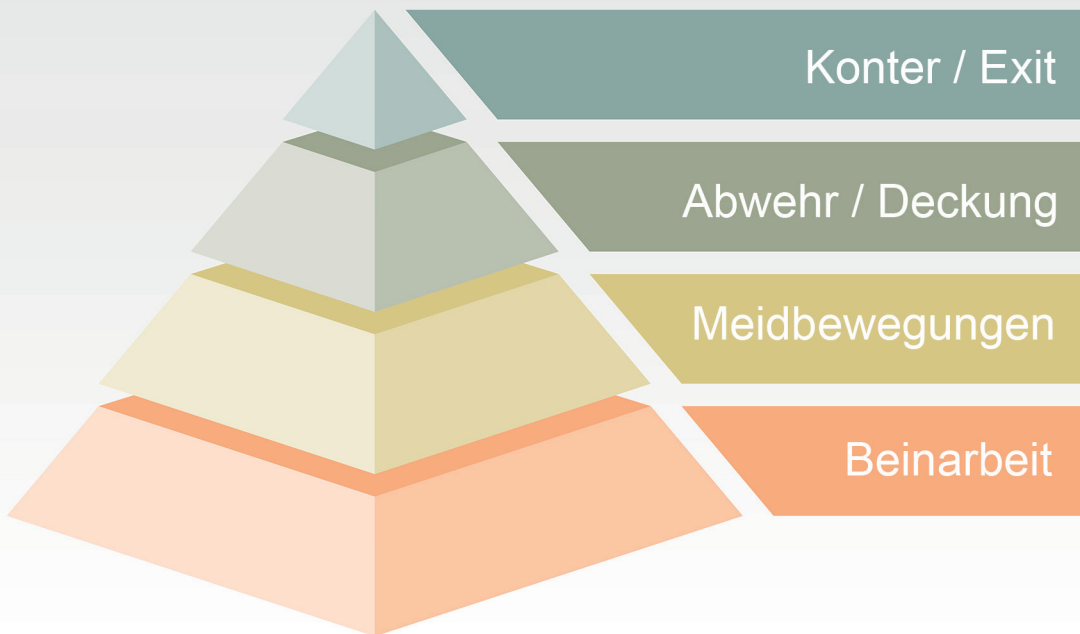 Konter / Exit
Abwehr / Deckung
Meidbewegungen
Beinarbeit